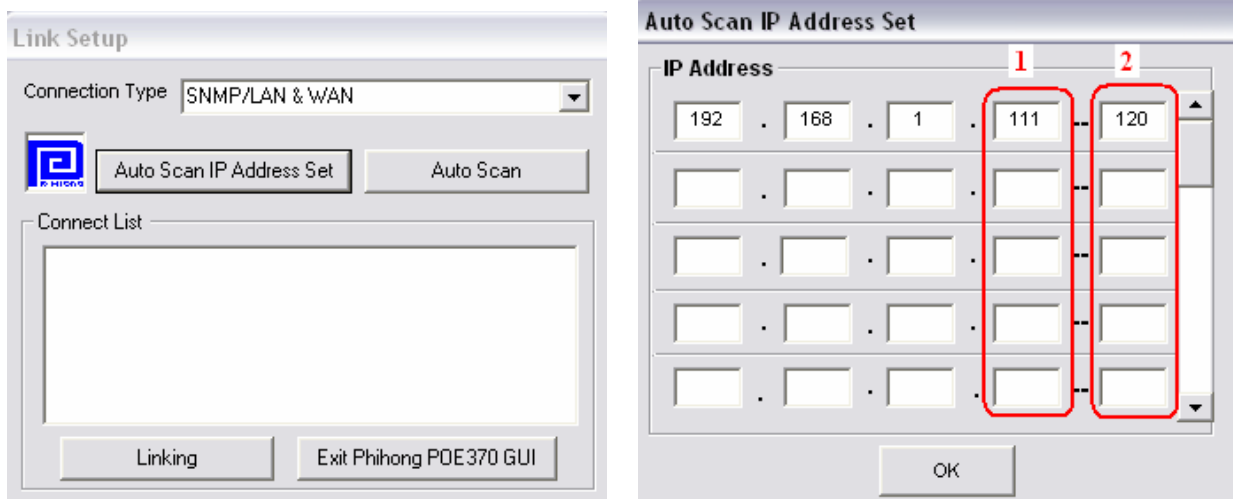 Link Setup
Connection Type SNMP/LAN & WAN
Auto Scan IP Address Set Auto Scan
Connect List
Linking Exit Phihong POE370 GUI
Auto Scan IP Address Set
IP Address 1 2
192 . 168 . 1 . 111 -- 120
. . . --
. . . --
. . . --
. . . --
OK